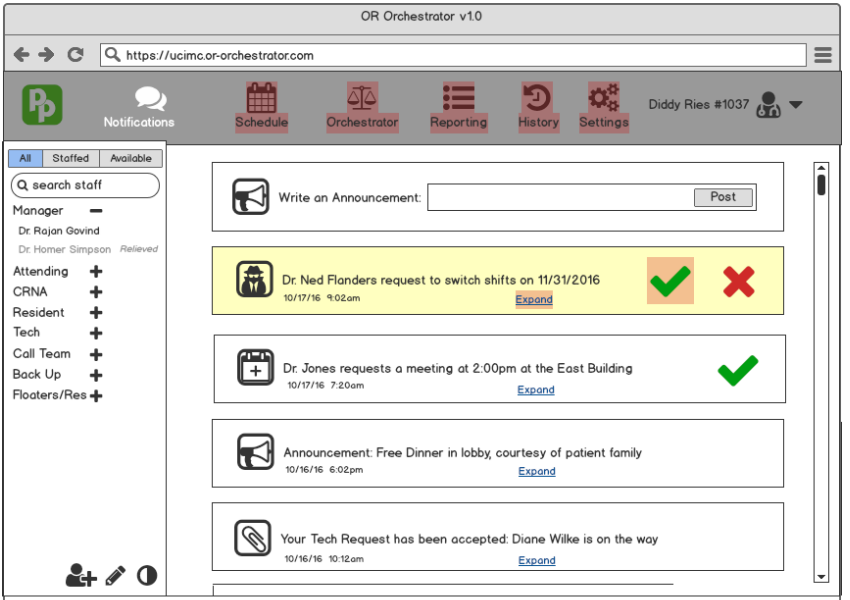 OR Orchestrator v1.0
https://ucimc.or-orchestrator.com
Pp
Notifications
Schedule
Orchestrator
Reporting
History
Settings
Diddy Ries #1037
All
Staffed
Available
search staff
Manager
Dr. Rajan Govind
Dr. Homer Simpson Relieved
Attending
CRNA
Resident
Tech
Call Team
Back Up
Floaters/Res
Write an Announcement:
Post
Dr. Ned Flanders request to switch shifts on 11/31/2016
10/17/16 9:02am
Expand
Dr. Jones requests a meeting at 2:00pm at the East Building
10/17/16 7:20am
Expand
Announcement: Free Dinner in lobby, courtesy of patient family
10/16/16 6:02pm
Expand
Your Tech Request has been accepted: Diane Wilke is on the way
10/16/16 10:12am
Expand